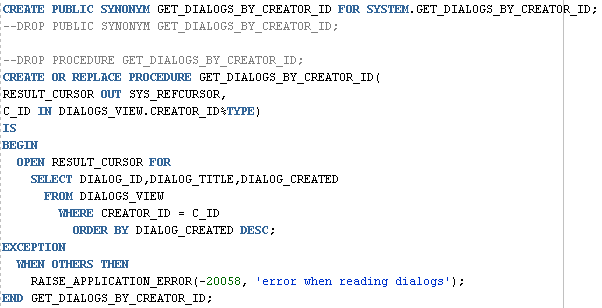 CREATE PUBLIC SYNONYM GET_DIALOGS_BY_CREATOR_ID FOR SYSTEM.GET_DIALOGS_BY_CREATOR_ID;
--DROP PUBLIC SYNONYM GET_DIALOGS_BY_CREATOR_ID;

--DROP PROCEDURE GET_DIALOGS_BY_CREATOR_ID;
CREATE OR REPLACE PROCEDURE GET_DIALOGS_BY_CREATOR_ID(
RESULT_CURSOR OUT SYS_REFCURSOR,
C_ID IN DIALOGS_VIEW.CREATOR_ID%TYPE)
IS
BEGIN
  OPEN RESULT_CURSOR FOR
    SELECT DIALOG_ID,DIALOG_TITLE,DIALOG_CREATED
      FROM DIALOGS_VIEW
        WHERE CREATOR_ID = C_ID
          ORDER BY DIALOG_CREATED DESC;
EXCEPTION
  WHEN OTHERS THEN
    RAISE_APPLICATION_ERROR(-20058, 'error when reading dialogs');
END GET_DIALOGS_BY_CREATOR_ID;